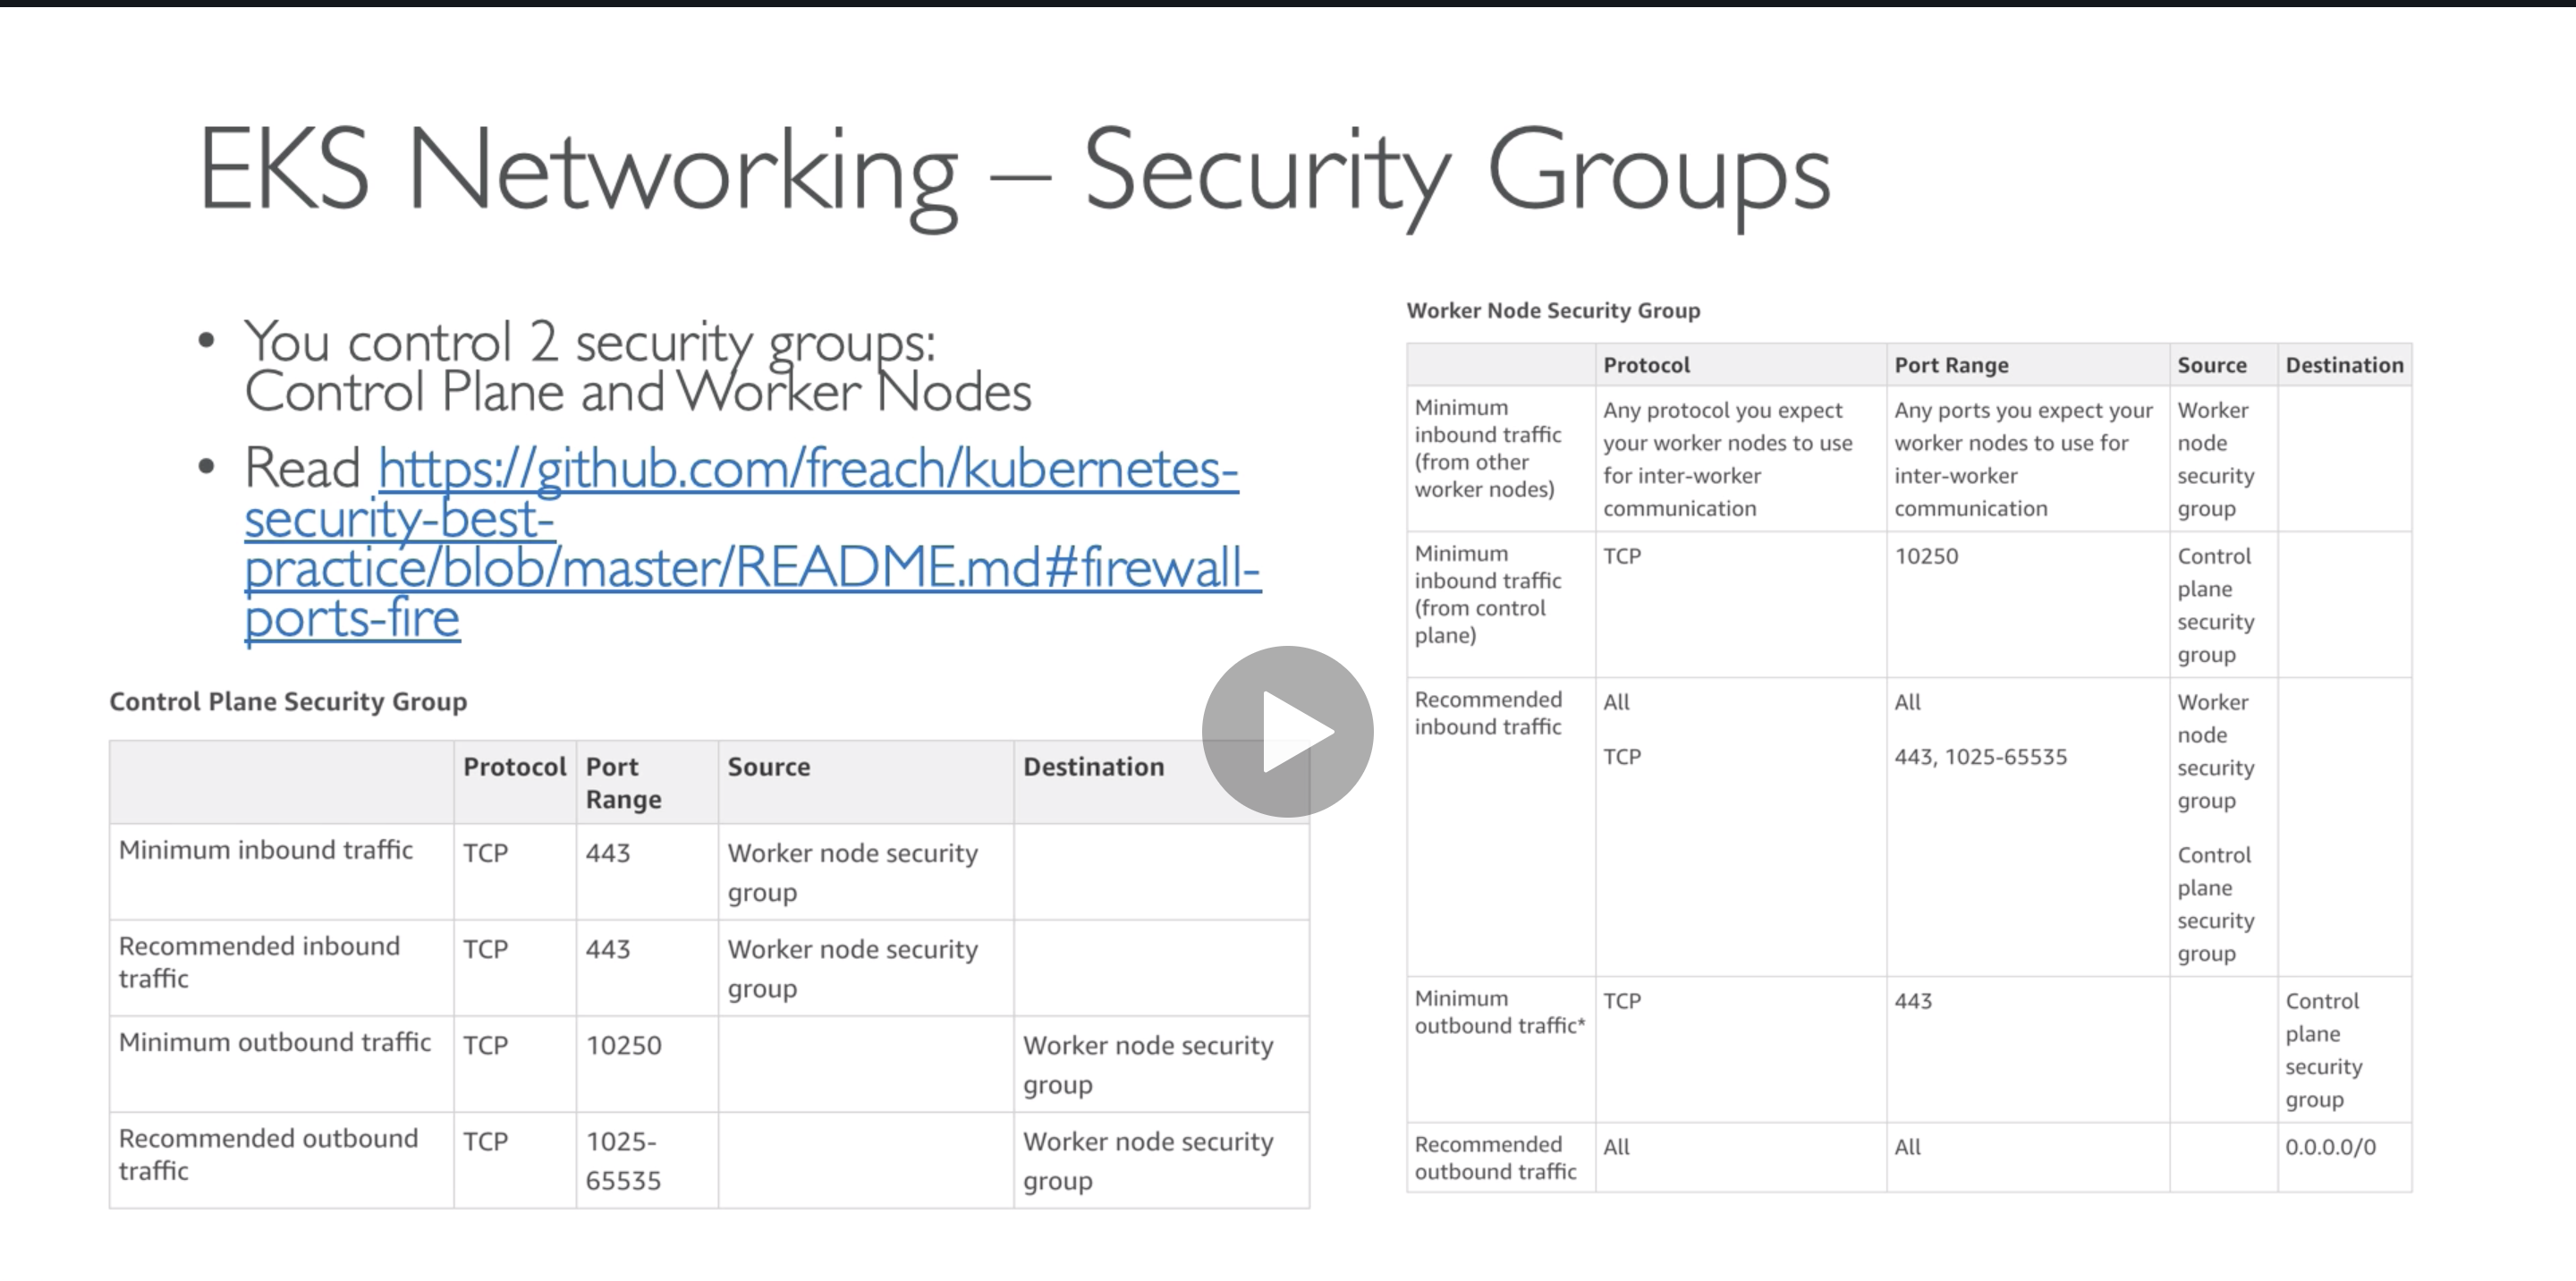 EKS Networking – Security Groups
• You control 2 security groups:
Control Plane and Worker Nodes
• Read https://github.com/freach/kubernetes-
security-best-
practice/blob/master/README.md#firewall-
ports-fire
Control Plane Security Group
Protocol Port Source Destination
Range
Minimum inbound traffic TCP 443 Worker node security
group
Recommended inbound TCP 443 Worker node security
traffic group
Minimum outbound traffic TCP 10250 Worker node security
group
Recommended outbound TCP 1025- Worker node security
traffic 65535 group
Worker Node Security Group
Protocol Port Range Source Destination
Minimum Any protocol you expect Any ports you expect your Worker
inbound traffic your worker nodes to use worker nodes to use for node
(from other for inter-worker inter-worker security
worker nodes) communication communication group
Minimum TCP 10250 Control
inbound traffic plane
(from control security
plane) group
Recommended All All Worker
inbound traffic node
TCP 443, 1025-65535 security
group
Control
plane
security
group
Minimum TCP 443 Control
outbound traffic* plane
security
group
Recommended All All 0.0.0.0/0
outbound traffic